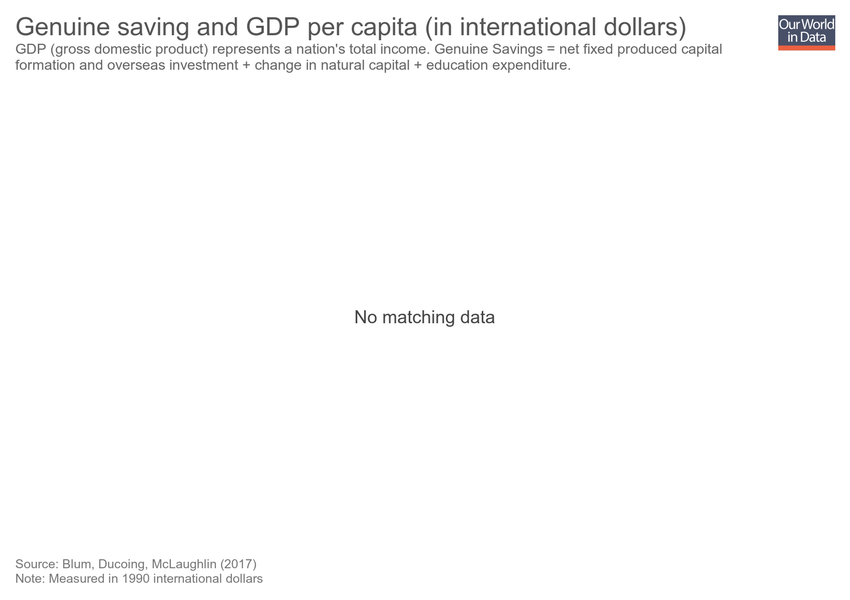 Genuine saving and GDP per capita (in international dollars)
Our World
in Data
GDP (gross domestic product) represents a nation's total income. Genuine Savings = net fixed produced capital
formation and overseas investment + change in natural capital + education expenditure.
No matching data
Source: Blum, Ducoing, McLaughlin (2017)
Note: Measured in 1990 international dollars